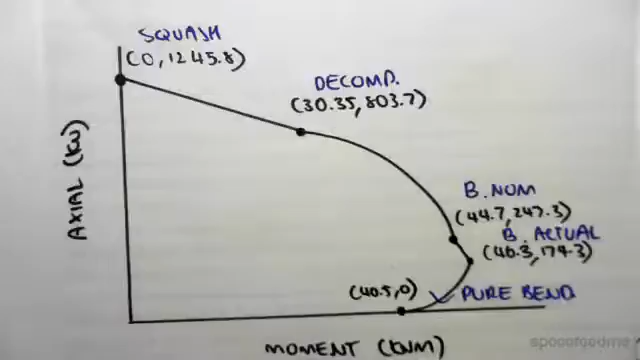 SQUASH
(0,1245.8)
DECOMP.
(30.35,803.7)
B.NOM
(44.7,247.3)
B.ACTUAL
(46.3,174.3)
(40.5,0)
PURE BEND
AXIAL (kN)
MOMENT (kNM)